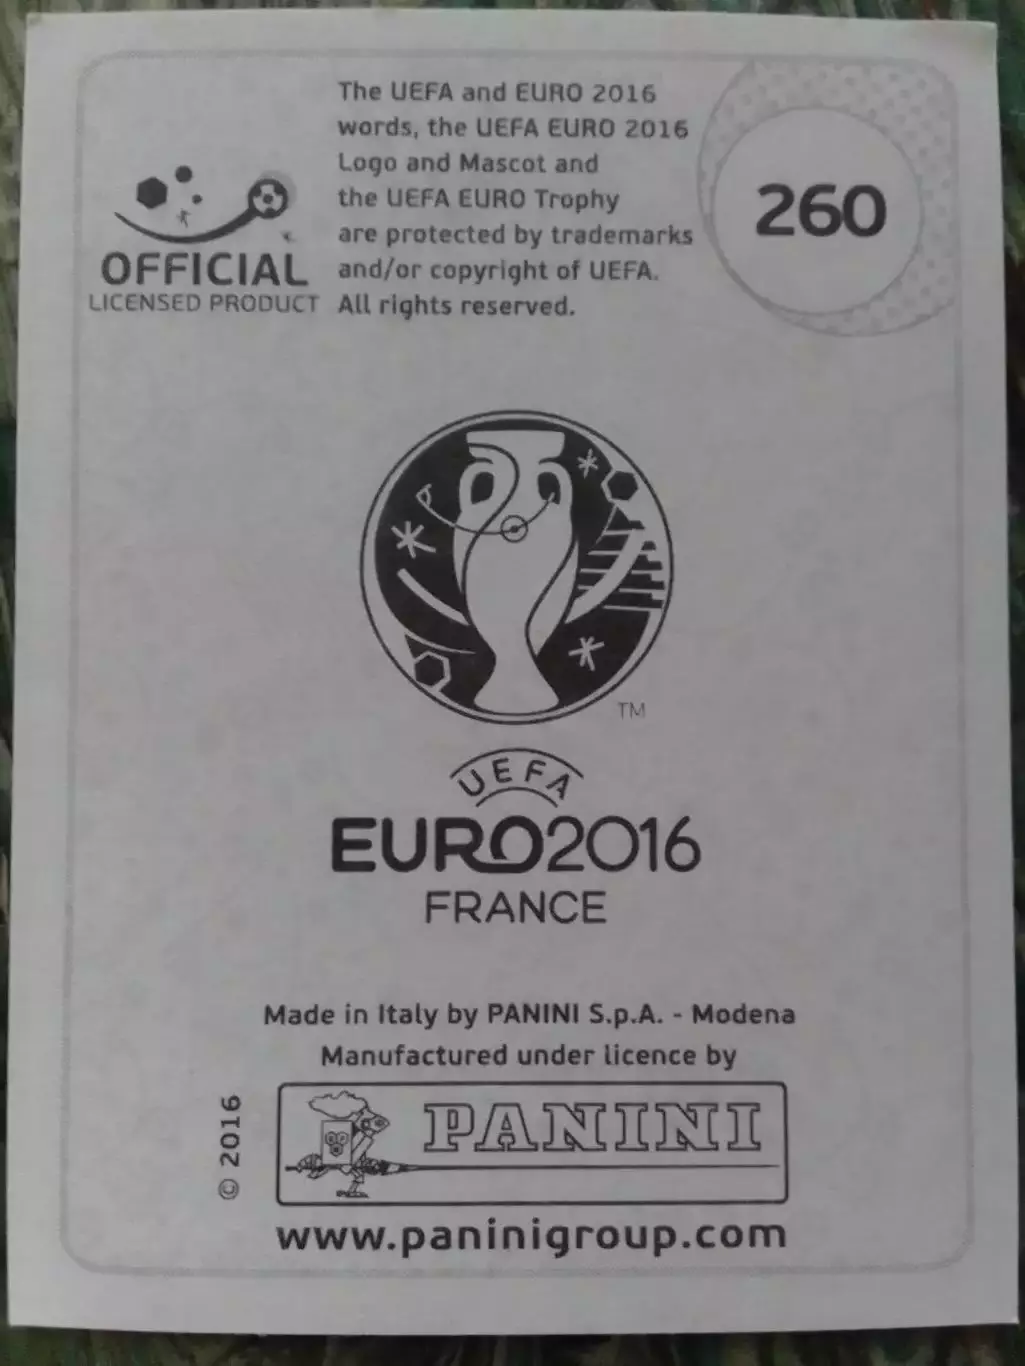 The UEFA and EURO 2016
words, the UEFA EURO 2016
Logo and Mascot and
the UEFA EURO Trophy
are protected by trademarks
and/or copyright of UEFA.
All rights reserved.
OFFICIAL
LICENSED PRODUCT
260
TM
UEFA
EURO2016
FRANCE
Made in Italy by PANINI S.p.A. - Modena
Manufactured under licence by
PANINI
© 2016
www.paninigroup.com